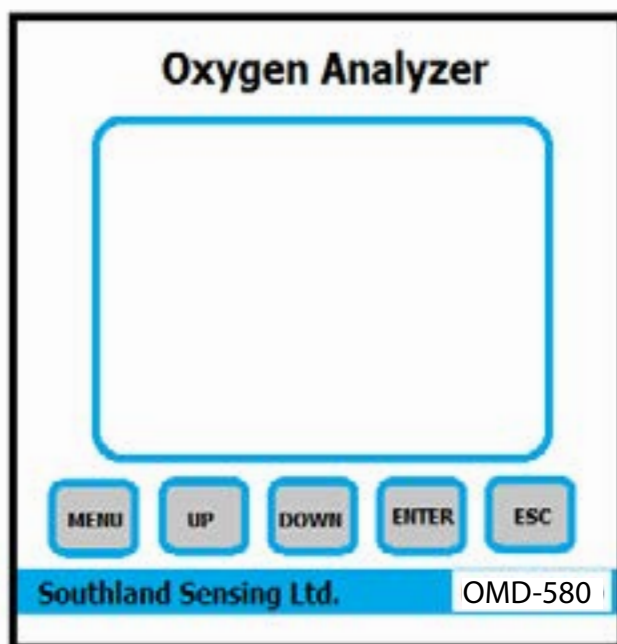 Oxygen Analyzer
MENU UP DOWN ENTER ESC
Southland Sensing Ltd. OMD-580